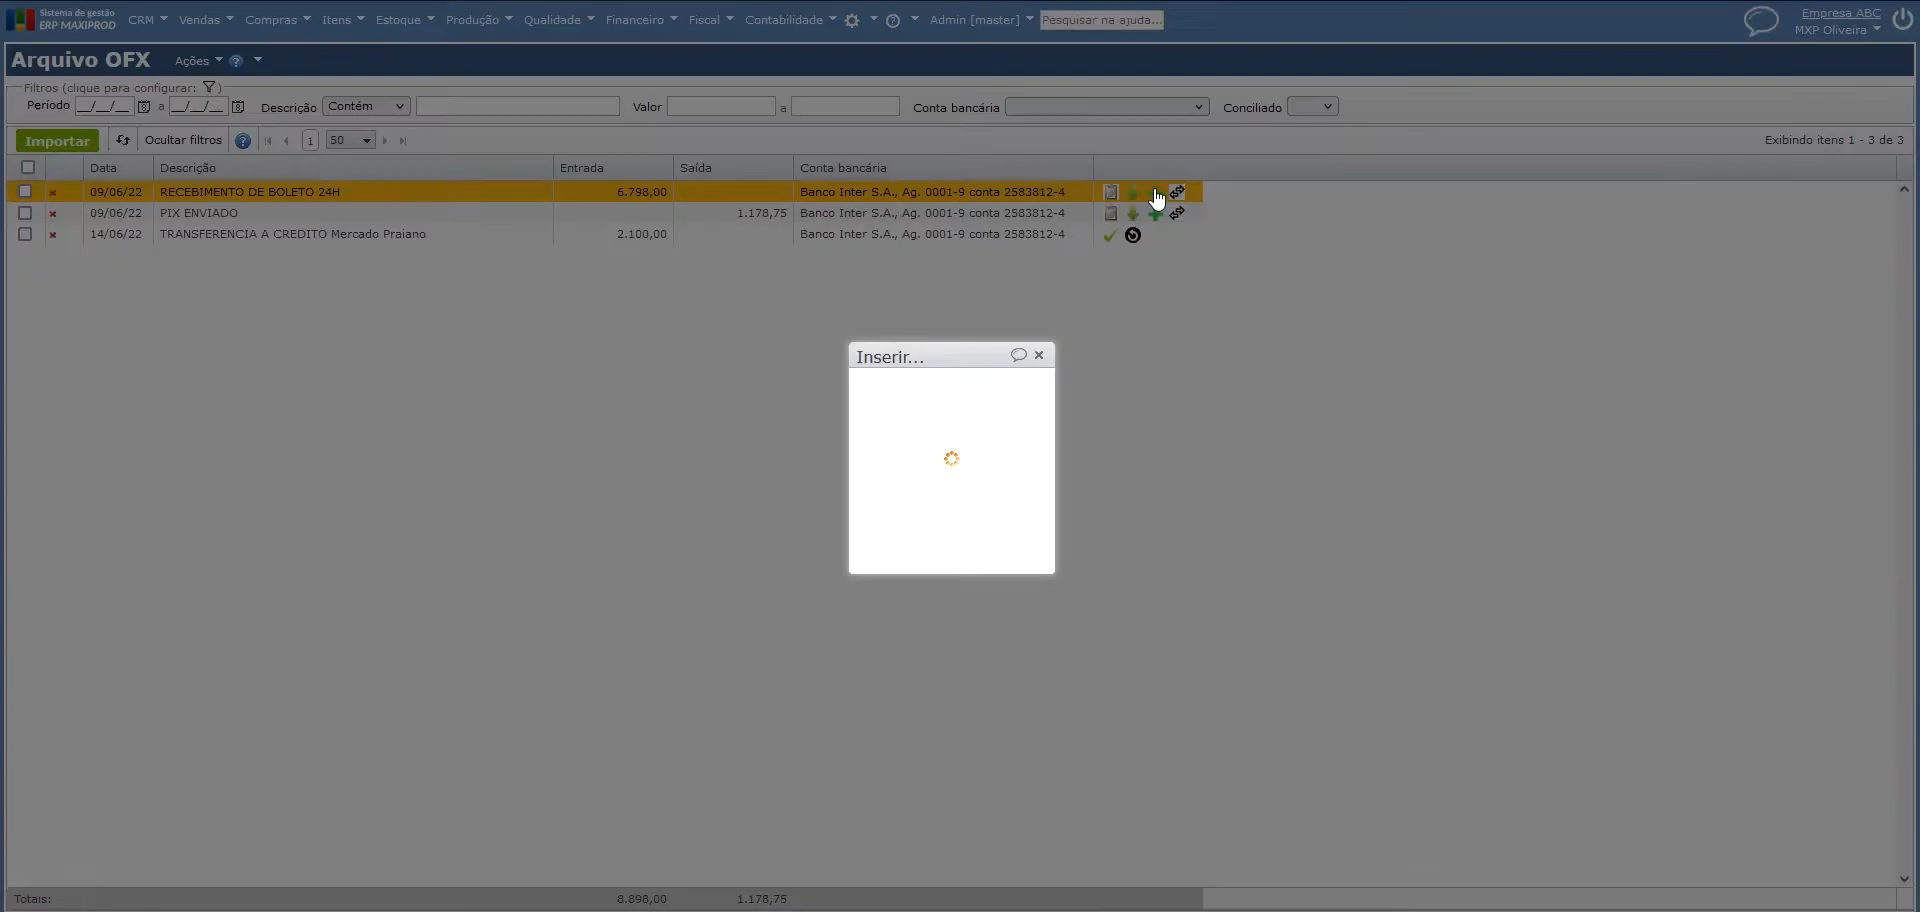 Sistema de gestão
ERP MAXIPROD
CRM Vendas Compras Itens Estoque Produção Qualidade Financeiro Fiscal Contabilidade Admin [master] Pesquisar na ajuda...
Empresa ABC
MXP Oliveira
Arquivo OFX Ações
Filtros (clique para configurar: )
Período __/__/__ a __/__/__ Descrição Contém Valor a Conta bancária Conciliado
Importar Ocultar filtros 1 50 Exibindo itens 1 - 3 de 3
Data Descrição Entrada Saída Conta bancária
09/06/22 RECEBIMENTO DE BOLETO 24H 6.798,00 Banco Inter S.A., Ag. 0001-9 conta 2583812-4
09/06/22 PIX ENVIADO 1.178,75 Banco Inter S.A., Ag. 0001-9 conta 2583812-4
14/06/22 TRANSFERENCIA A CREDITO Mercado Praiano 2.100,00 Banco Inter S.A., Ag. 0001-9 conta 2583812-4
Inserir...
Totais: 8.898,00 1.178,75